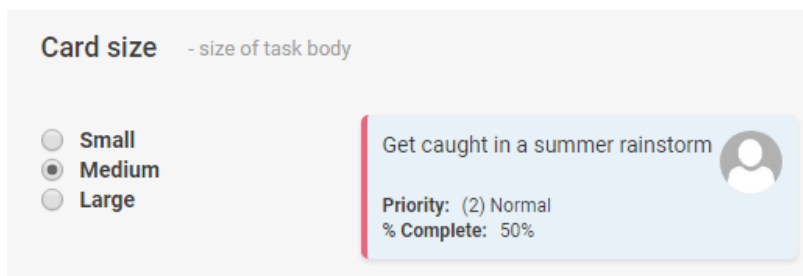 Card size - size of task body
Small
Medium
Large
Get caught in a summer rainstorm
Priority: (2) Normal
% Complete: 50%